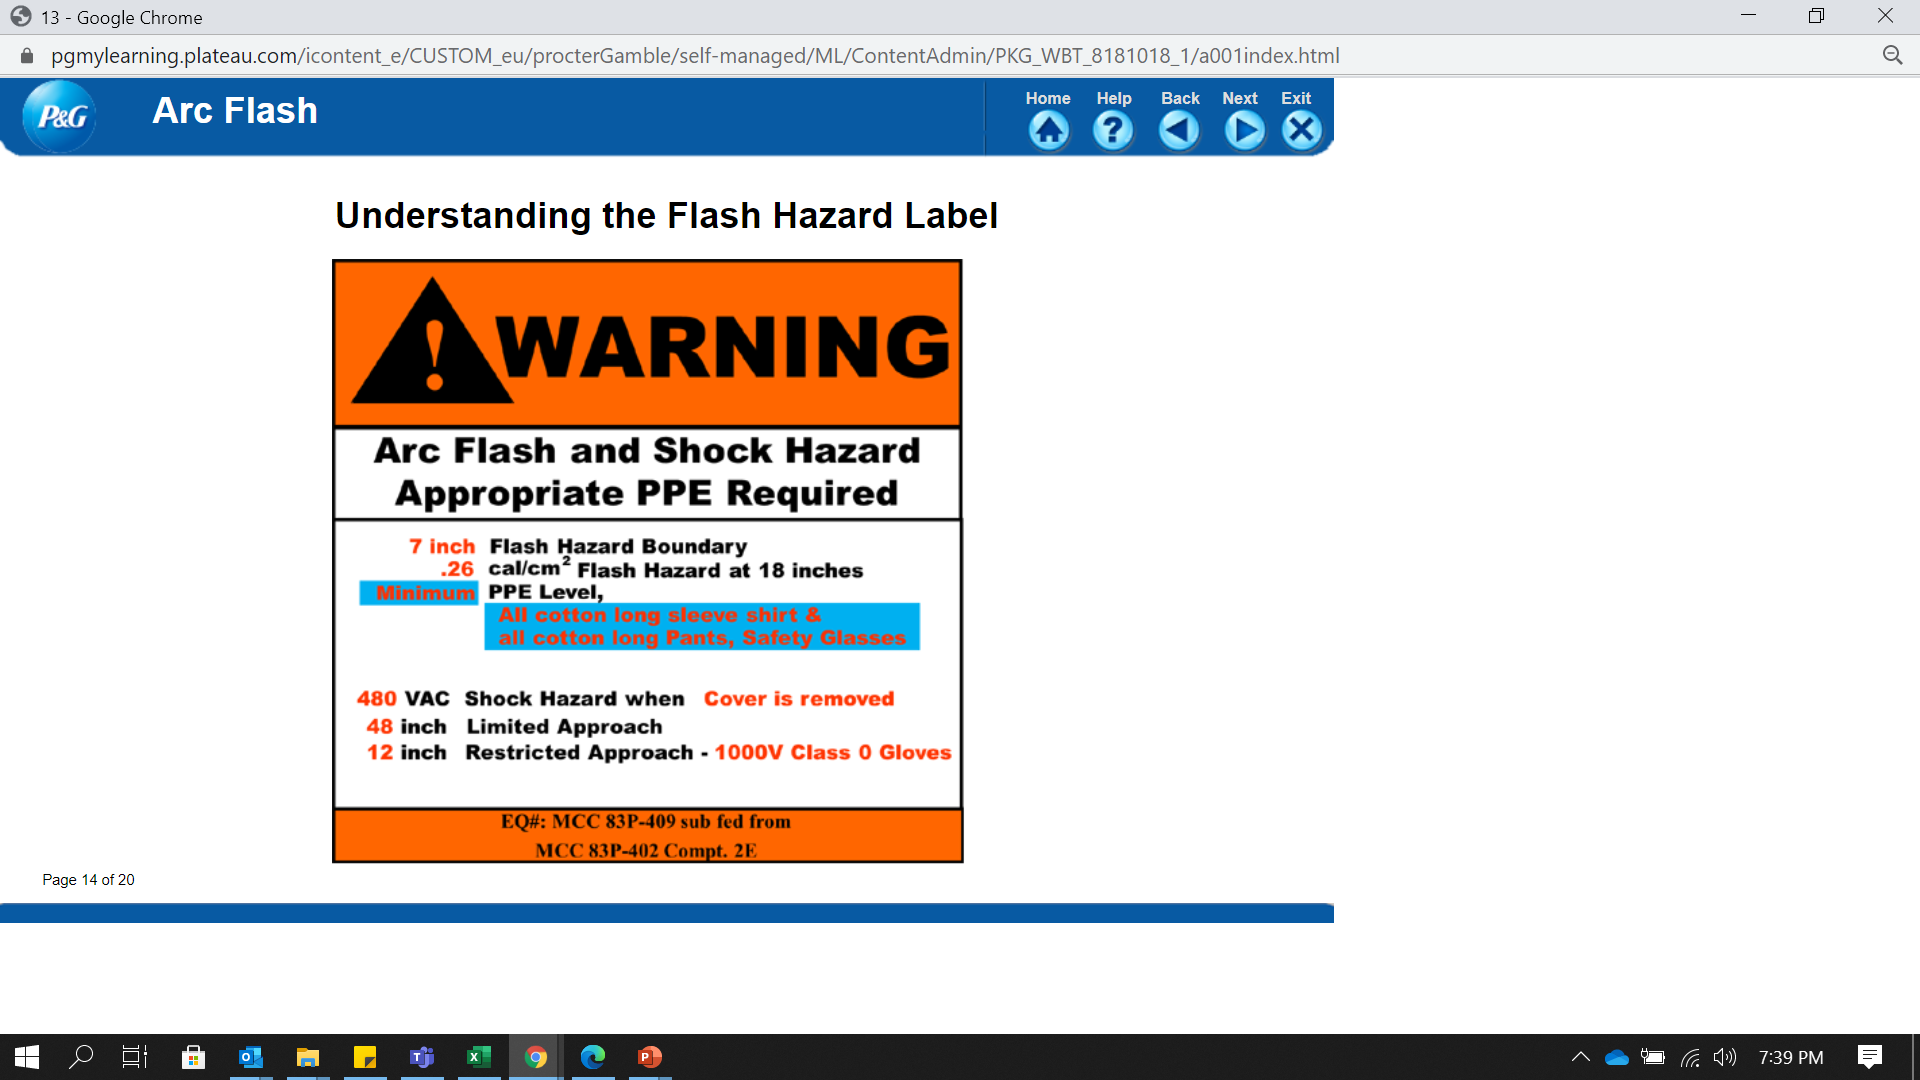 13 - Google Chrome
pgmylearning.plateau.com/icontent_e/CUSTOM_eu/procterGamble/self-managed/ML/ContentAdmin/PKG_WBT_8181018_1/a001index.html
P&G
Arc Flash
Home Help Back Next Exit
Understanding the Flash Hazard Label
WARNING
Arc Flash and Shock Hazard
Appropriate PPE Required
7 inch Flash Hazard Boundary
.26 cal/cm² Flash Hazard at 18 inches
Minimum PPE Level,
All cotton long sleeve shirt &
all cotton long Pants, Safety Glasses
480 VAC Shock Hazard when Cover is removed
48 inch Limited Approach
12 inch Restricted Approach - 1000V Class 0 Gloves
EQ#: MCC 83P-409 sub fed from
MCC 83P-402 Compt. 2E
Page 14 of 20
7:39 PM